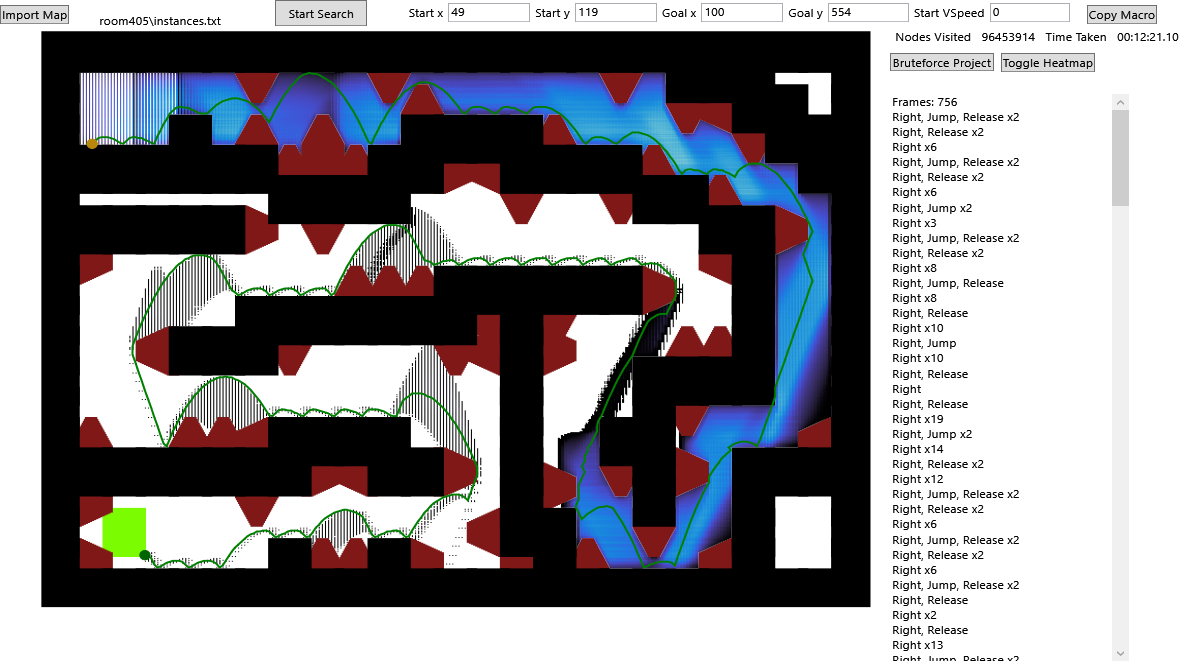 Import Map
room405\instances.txt
Start Search
Start x 49 Start y 119 Goal x 100 Goal y 554 Start VSpeed 0
Copy Macro
Nodes Visited 96453914 Time Taken 00:12:21.10
Bruteforce Project Toggle Heatmap
Frames: 756
Right, Jump, Release x2
Right, Release x2
Right x6
Right, Jump, Release x2
Right, Release x2
Right x6
Right, Jump x2
Right x3
Right, Jump, Release x2
Right, Release x2
Right x8
Right, Jump, Release
Right x8
Right, Release
Right x10
Right, Jump
Right x10
Right, Release
Right
Right, Release
Right x19
Right, Jump x2
Right x14
Right, Release x2
Right x12
Right, Jump, Release x2
Right, Release x2
Right x6
Right, Jump, Release x2
Right, Release x2
Right x6
Right, Jump, Release x2
Right, Release
Right x2
Right, Release
Right x13
Right, Jump, Release x2